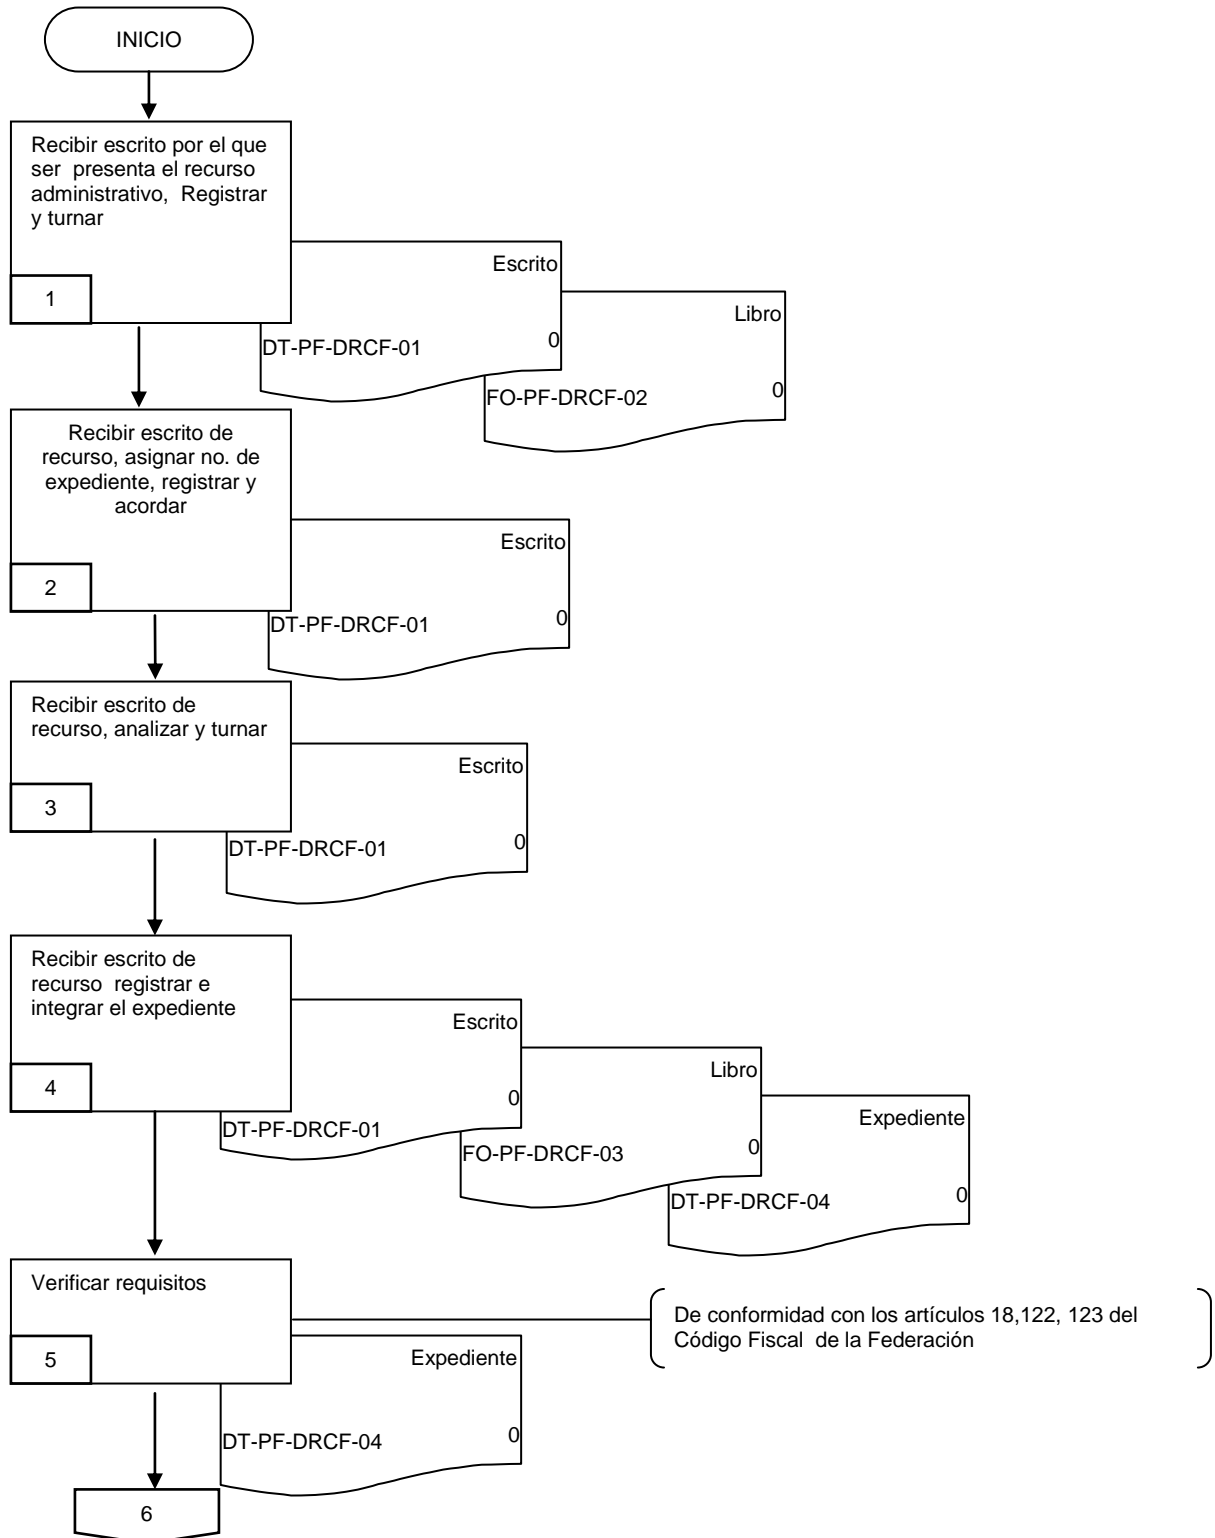 INICIO
Recibir escrito por el que
ser presenta el recurso
administrativo, Registrar
y turnar
1
Escrito
0
DT-PF-DRCF-01
Libro
0
FO-PF-DRCF-02
Recibir escrito de
recurso, asignar no. de
expediente, registrar y
acordar
2
Escrito
0
DT-PF-DRCF-01
Recibir escrito de
recurso, analizar y turnar
3
Escrito
0
DT-PF-DRCF-01
Recibir escrito de
recurso registrar e
integrar el expediente
4
Escrito
0
DT-PF-DRCF-01
Libro
0
FO-PF-DRCF-03
Expediente
0
DT-PF-DRCF-04
Verificar requisitos
5
De conformidad con los artículos 18,122, 123 del
Código Fiscal de la Federación
Expediente
0
DT-PF-DRCF-04
6